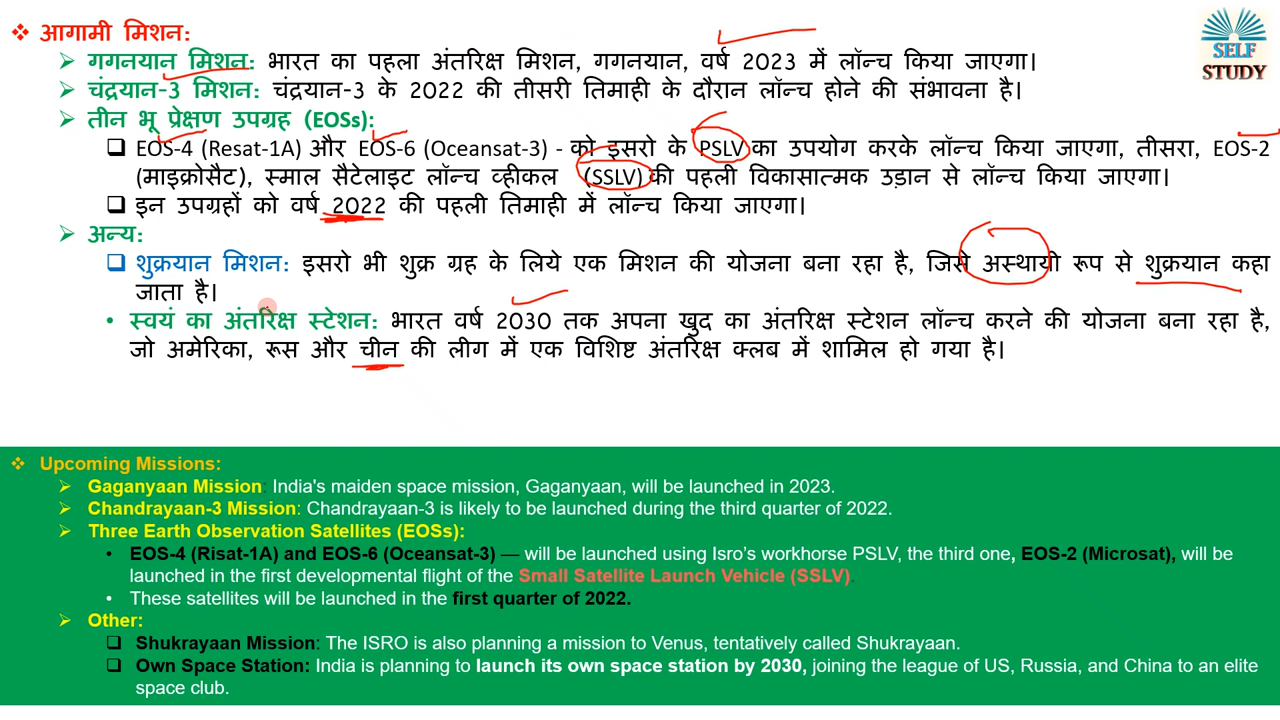 ❖ आगामी मिशन:
➢ गगनयान मिशन: भारत का पहला अंतरिक्ष मिशन, गगनयान, वर्ष 2023 में लॉन्च किया जाएगा।
➢ चंद्रयान-3 मिशन: चंद्रयान-3 के 2022 की तीसरी तिमाही के दौरान लॉन्च होने की संभावना है।
➢ तीन भू प्रेक्षण उपग्रह (EOSs):
❑ EOS-4 (Resat-1A) और EOS-6 (Oceansat-3) - को इसरो के PSLV का उपयोग करके लॉन्च किया जाएगा, तीसरा, EOS-2
(माइक्रोसैट), स्माल सैटेलाइट लॉन्च व्हीकल (SSLV) की पहली विकासात्मक उड़ान से लॉन्च किया जाएगा।
❑ इन उपग्रहों को वर्ष 2022 की पहली तिमाही में लॉन्च किया जाएगा।
➢ अन्य:
❑ शुक्रयान मिशन: इसरो भी शुक्र ग्रह के लिये एक मिशन की योजना बना रहा है, जिसे अस्थायी रूप से शुक्रयान कहा
जाता है।
• स्वयं का अंतरिक्ष स्टेशन: भारत वर्ष 2030 तक अपना खुद का अंतरिक्ष स्टेशन लॉन्च करने की योजना बना रहा है,
जो अमेरिका, रूस और चीन की लीग में एक विशिष्ट अंतरिक्ष क्लब में शामिल हो गया है।
SELF
STUDY
❖ Upcoming Missions:
➢ Gaganyaan Mission: India's maiden space mission, Gaganyaan, will be launched in 2023.
➢ Chandrayaan-3 Mission: Chandrayaan-3 is likely to be launched during the third quarter of 2022.
➢ Three Earth Observation Satellites (EOSs):
• EOS-4 (Risat-1A) and EOS-6 (Oceansat-3) — will be launched using Isro's workhorse PSLV, the third one, EOS-2 (Microsat), will be
launched in the first developmental flight of the Small Satellite Launch Vehicle (SSLV).
• These satellites will be launched in the first quarter of 2022.
➢ Other:
❑ Shukrayaan Mission: The ISRO is also planning a mission to Venus, tentatively called Shukrayaan.
❑ Own Space Station: India is planning to launch its own space station by 2030, joining the league of US, Russia, and China to an elite
space club.